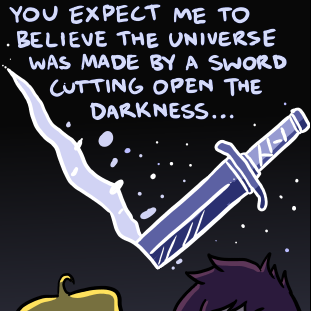 YOU EXPECT ME TO
BELIEVE THE UNIVERSE
WAS MADE BY A SWORD
CUTTING OPEN THE
DARKNESS...